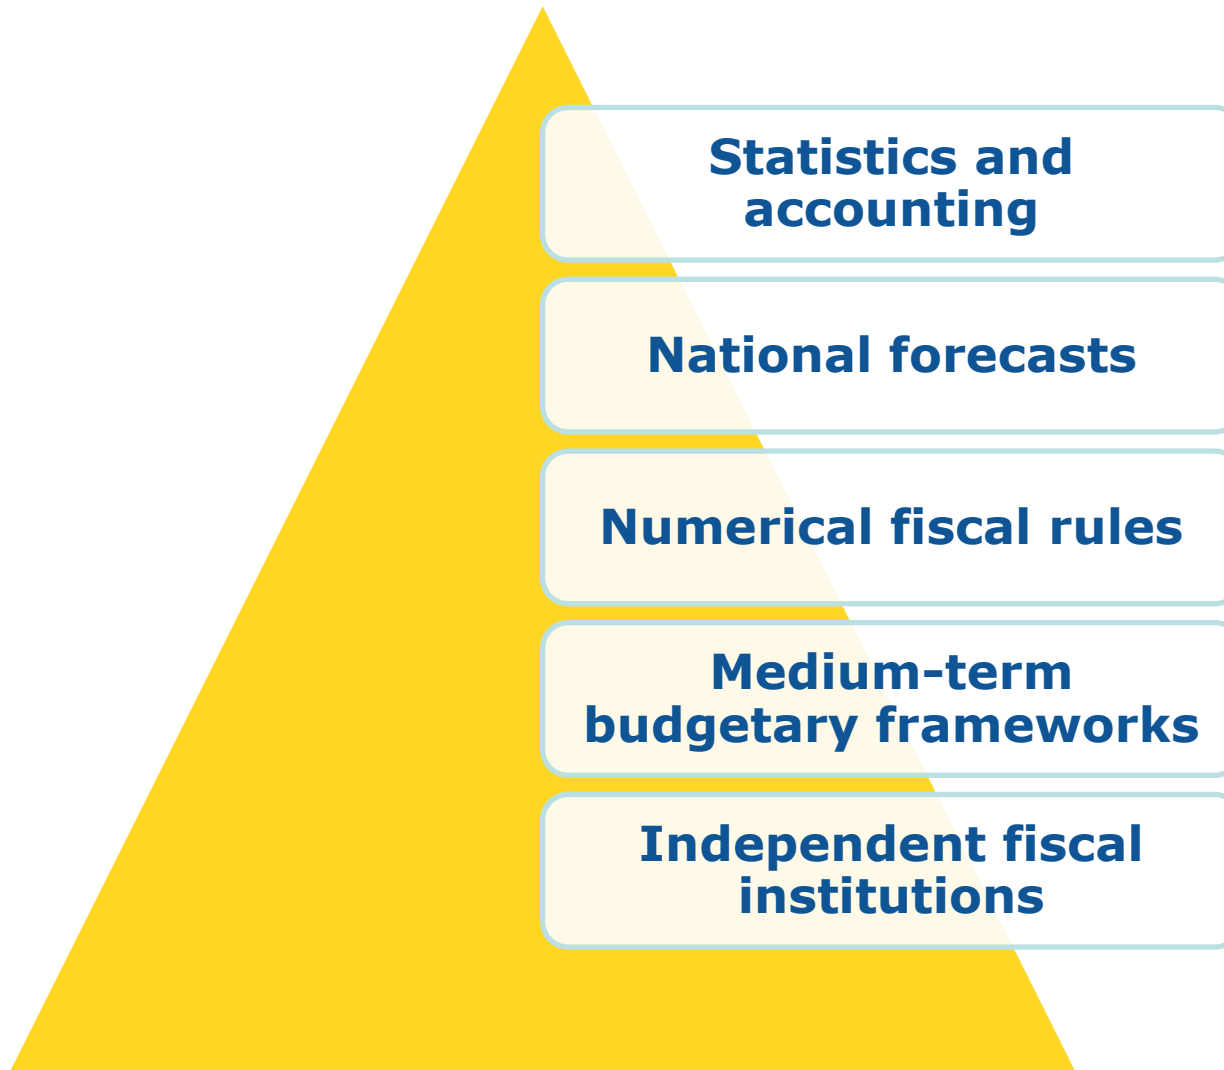 Statistics and
accounting
National forecasts
Numerical fiscal rules
Medium-term
budgetary frameworks
Independent fiscal
institutions